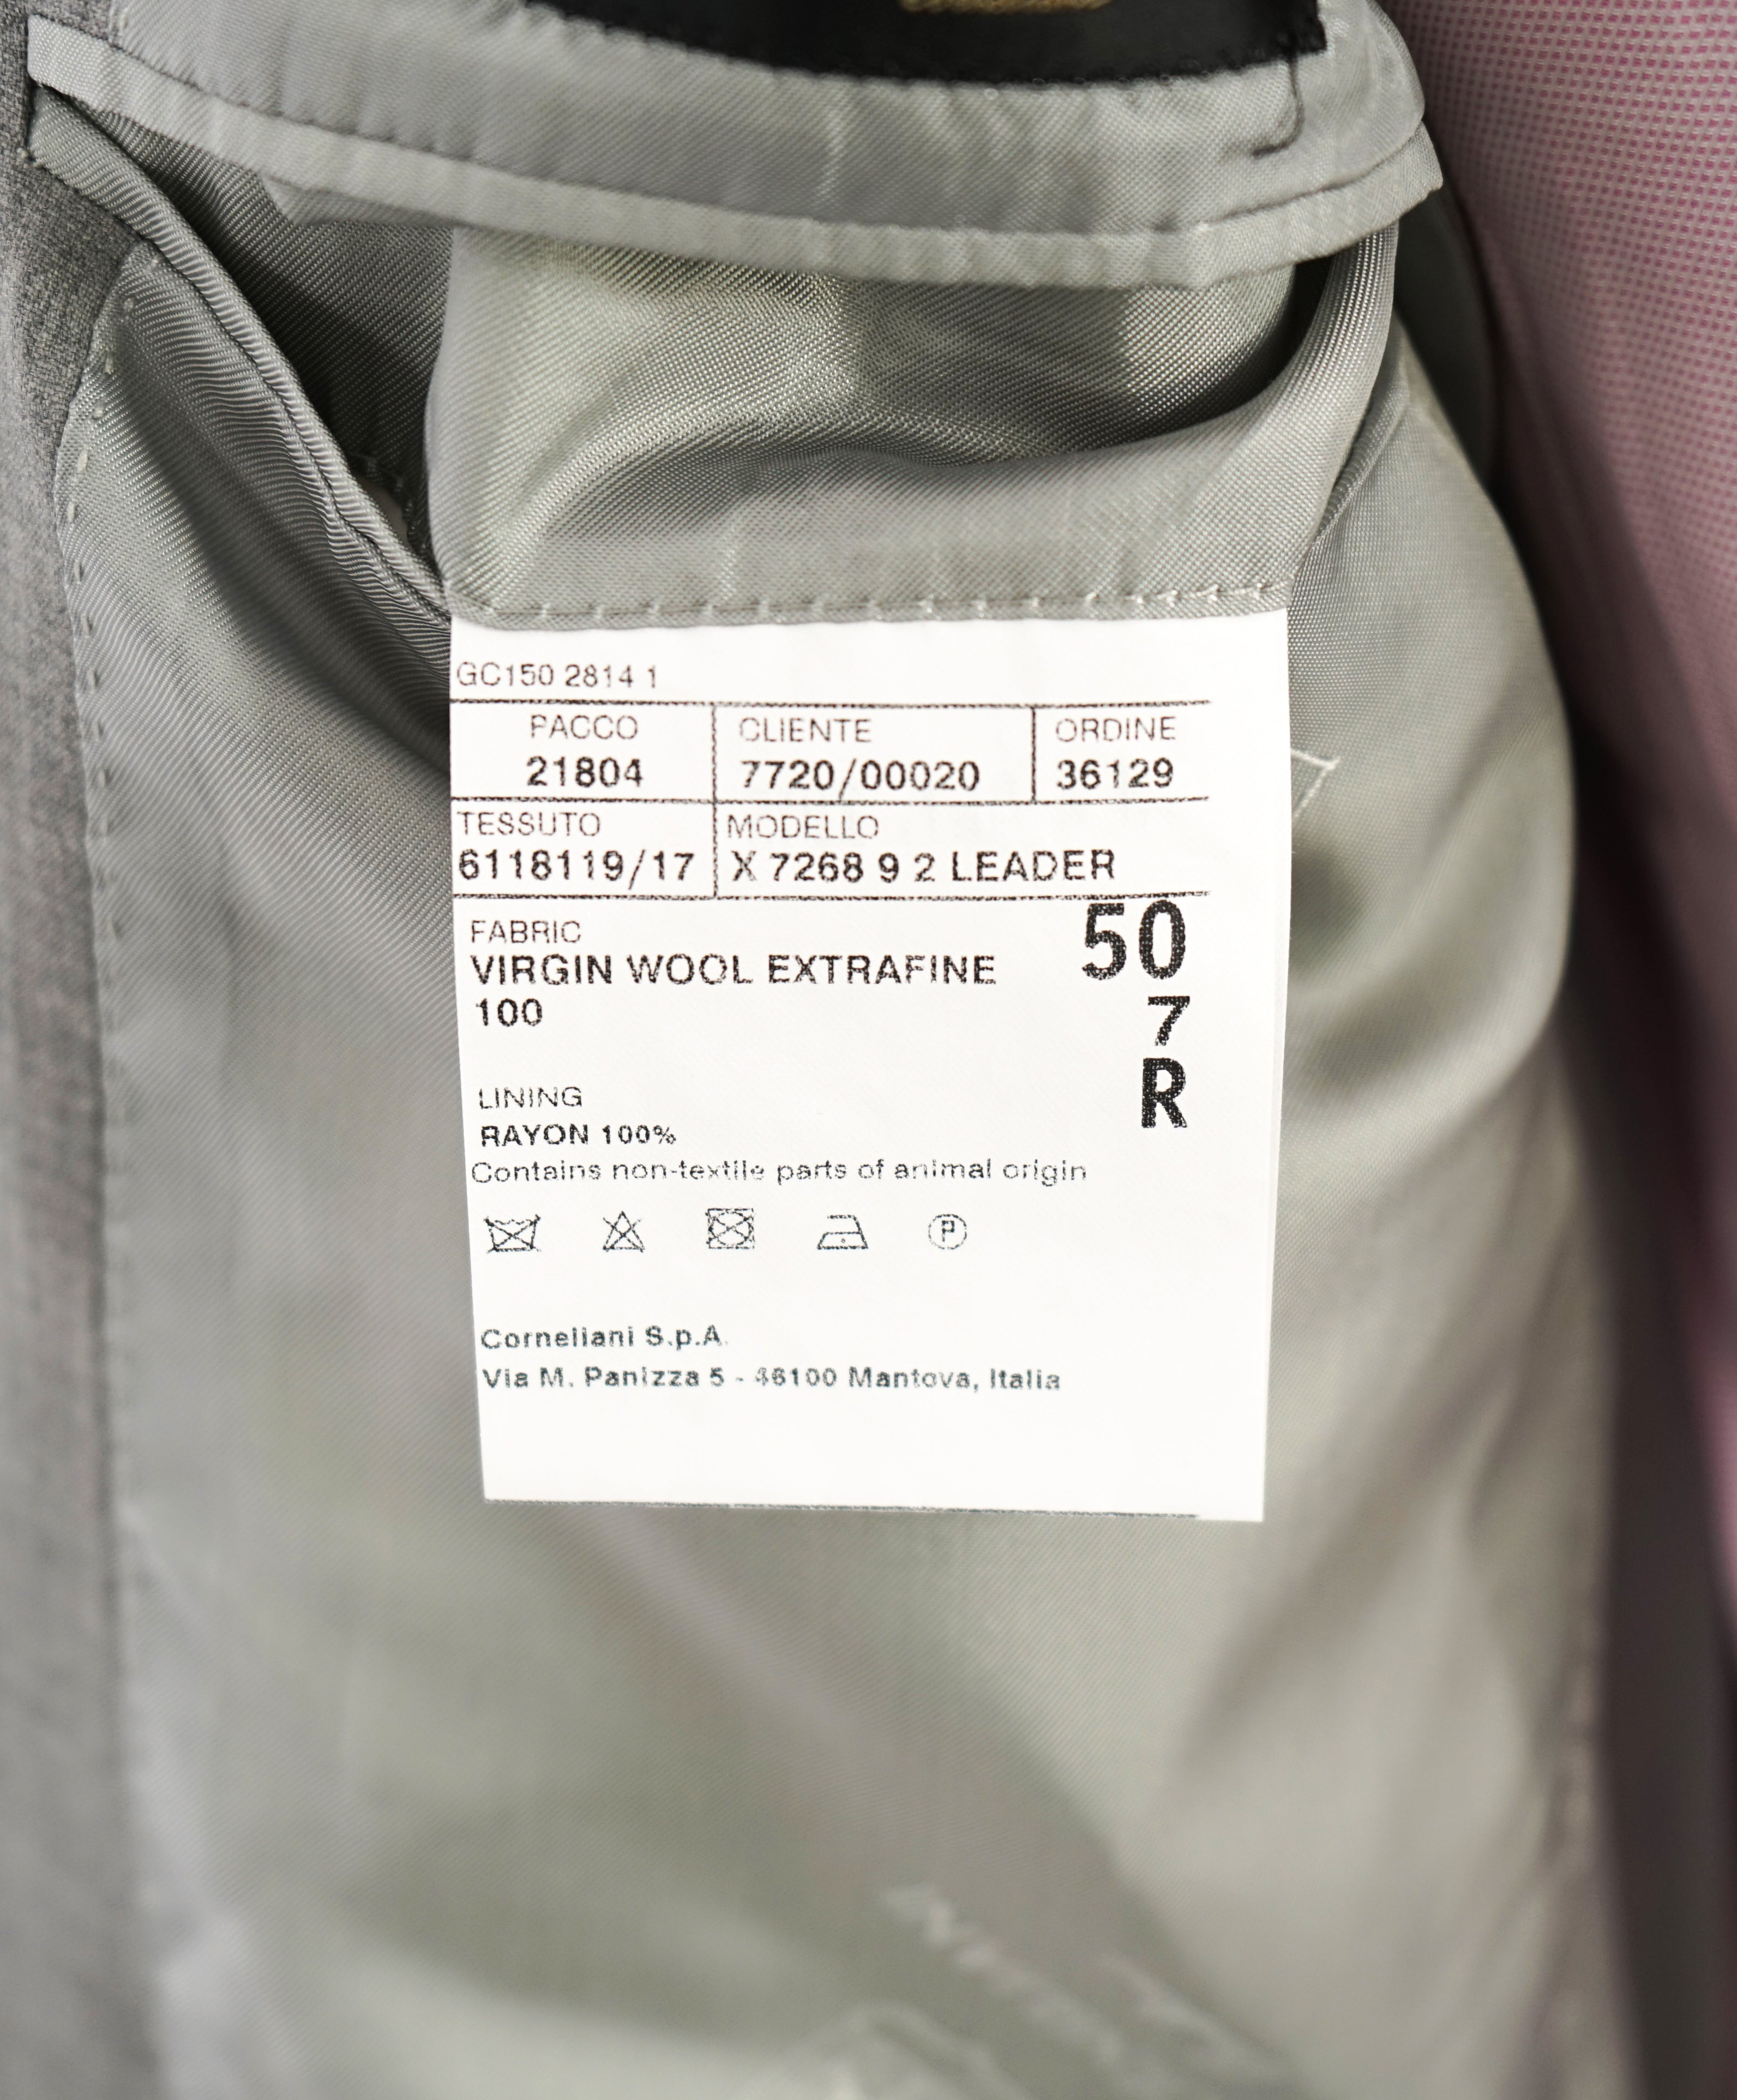 GC150 2814 1
PACCO CLIENTE ORDINE
21804 7720/00020 36129
TESSUTO MODELLO
6118119/17 X 7268 9 2 LEADER
FABRIC 50
VIRGIN WOOL EXTRAFINE
100 7
R
LINING
RAYON 100%
Contains non-textile parts of animal origin
P
Corneliani S.p.A.
Via M. Panizza 5 - 46100 Mantova, Italia